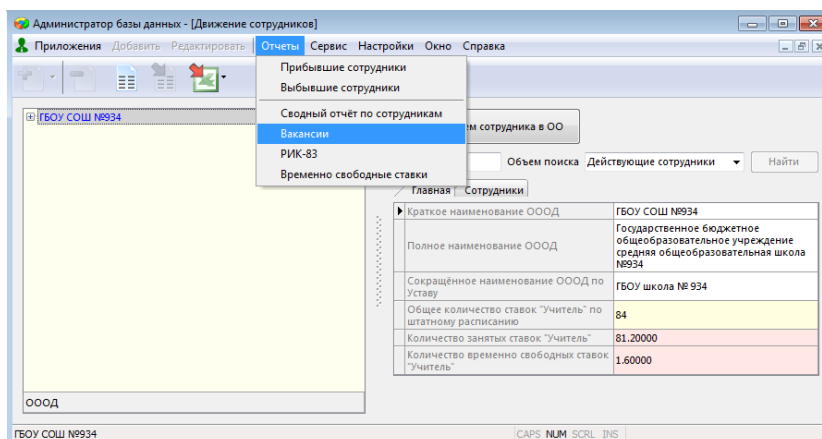 Администратор базы данных - [Движение сотрудников]
Приложения Добавить Редактировать Отчеты Сервис Настройки Окно Справка
Прибывшие сотрудники
Выбывшие сотрудники
Сводный отчёт по сотрудникам
Вакансии
РИК-83
Временно свободные ставки
ГБОУ СОШ №934
сотрудника в ОО
Объем поиска Действующие сотрудники Найти
Главная Сотрудники
Краткое наименование ОООД ГБОУ СОШ №934
Полное наименование ОООД
Государственное бюджетное
общеобразовательное учреждение
средняя общеобразовательная школа
№934
Сокращённое наименование ОООД по
Уставу
ГБОУ школа № 934
Общее количество ставок "Учитель" по
штатному расписанию
84
Количество занятых ставок "Учитель" 81.20000
Количество временно свободных ставок
"Учитель"
1.60000
ОООД
ГБОУ СОШ №934 CAPS NUM SCRL INS